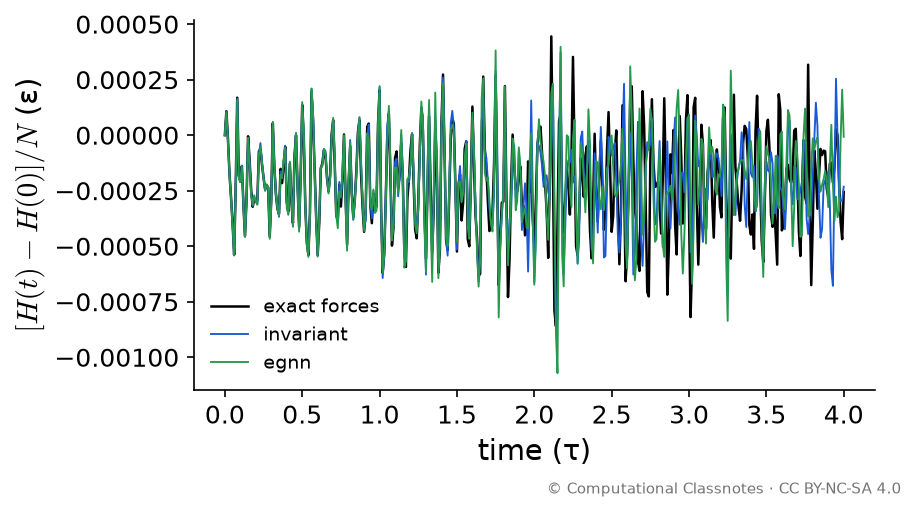 0.00050
0.00025
0.00000
−0.00025
−0.00050
−0.00075
−0.00100
[H(t) − H(0)]/N (ε)
exact forces
invariant
egnn
0.0 0.5 1.0 1.5 2.0 2.5 3.0 3.5 4.0
time (τ)
© Computational Classnotes · CC BY-NC-SA 4.0